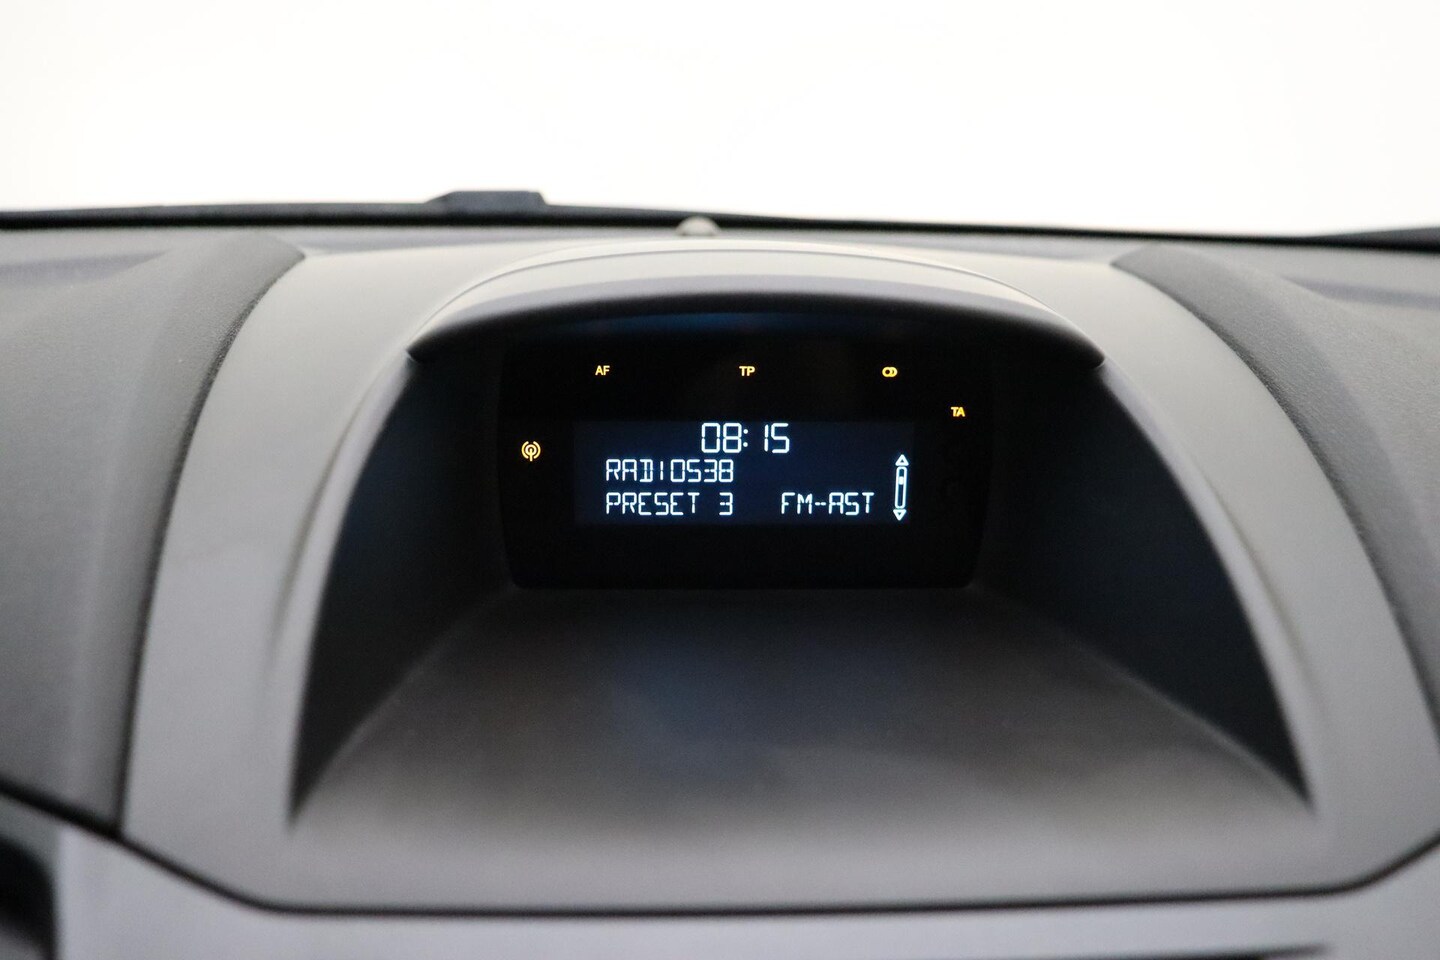 AF TP
TA
08:15
RADIO538
PRESET 3 FM-AST